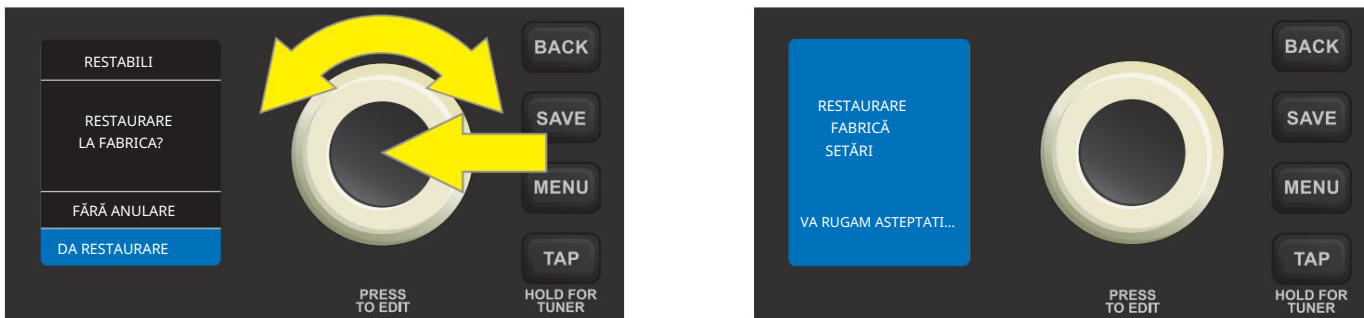 RESTABILI
RESTAURARE
LA FABRICA?
FĂRĂ ANULARE
DA RESTAURARE
BACK
SAVE
MENU
TAP
PRESS
TO EDIT
HOLD FOR
TUNER
RESTAURARE
FABRICĂ
SETĂRI
VA RUGAM ASTEPTATI...
BACK
SAVE
MENU
TAP
PRESS
TO EDIT
HOLD FOR
TUNER